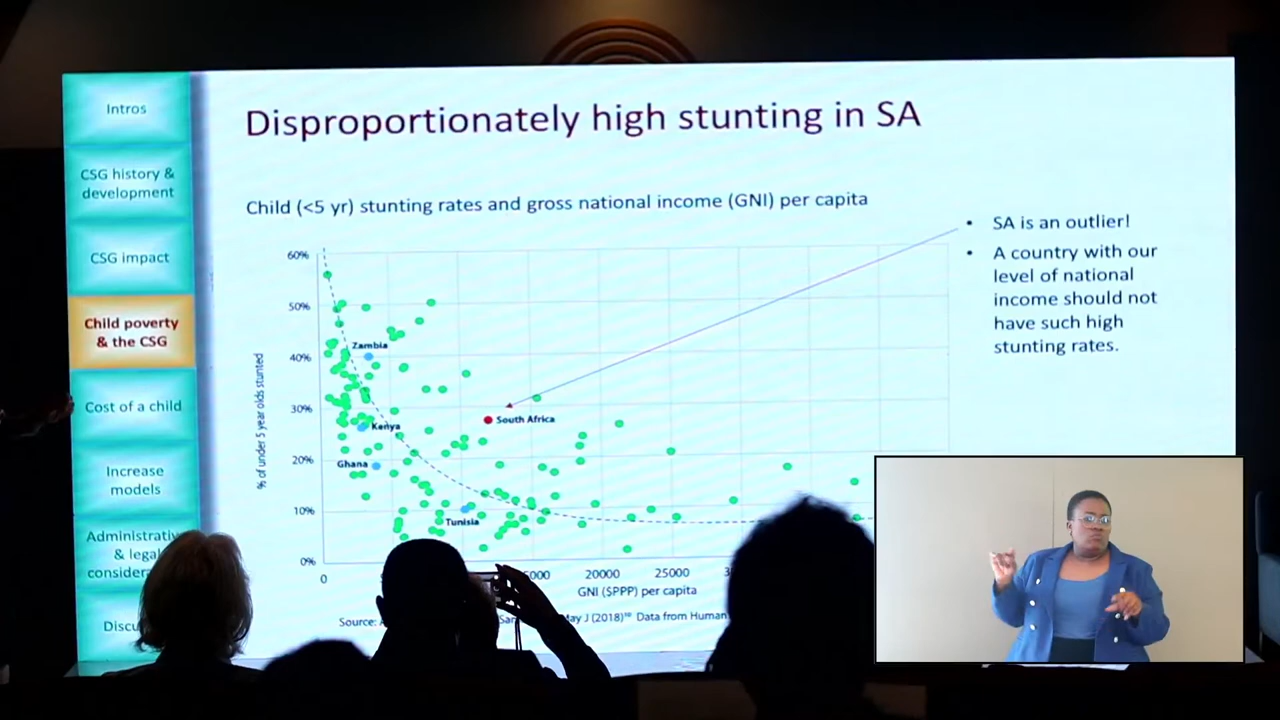 Intros
CSG history &
development
CSG impact
Child poverty
& the CSG
Cost of a child
Increase
models
Administrativ
& legal
consider
Discu
Disproportionately high stunting in SA
Child (<5 yr) stunting rates and gross national income (GNI) per capita
• SA is an outlier!
• A country with our
level of national
income should not
have such high
stunting rates.
% of under 5 year olds stunted
60%
50%
40%
30%
20%
10%
0%
Zambia
South Africa
Kenya
Ghana
Tunisia
0
000
20000
25000
GNI ($PPP) per capita
Source:
May J (2018)
Data from Human